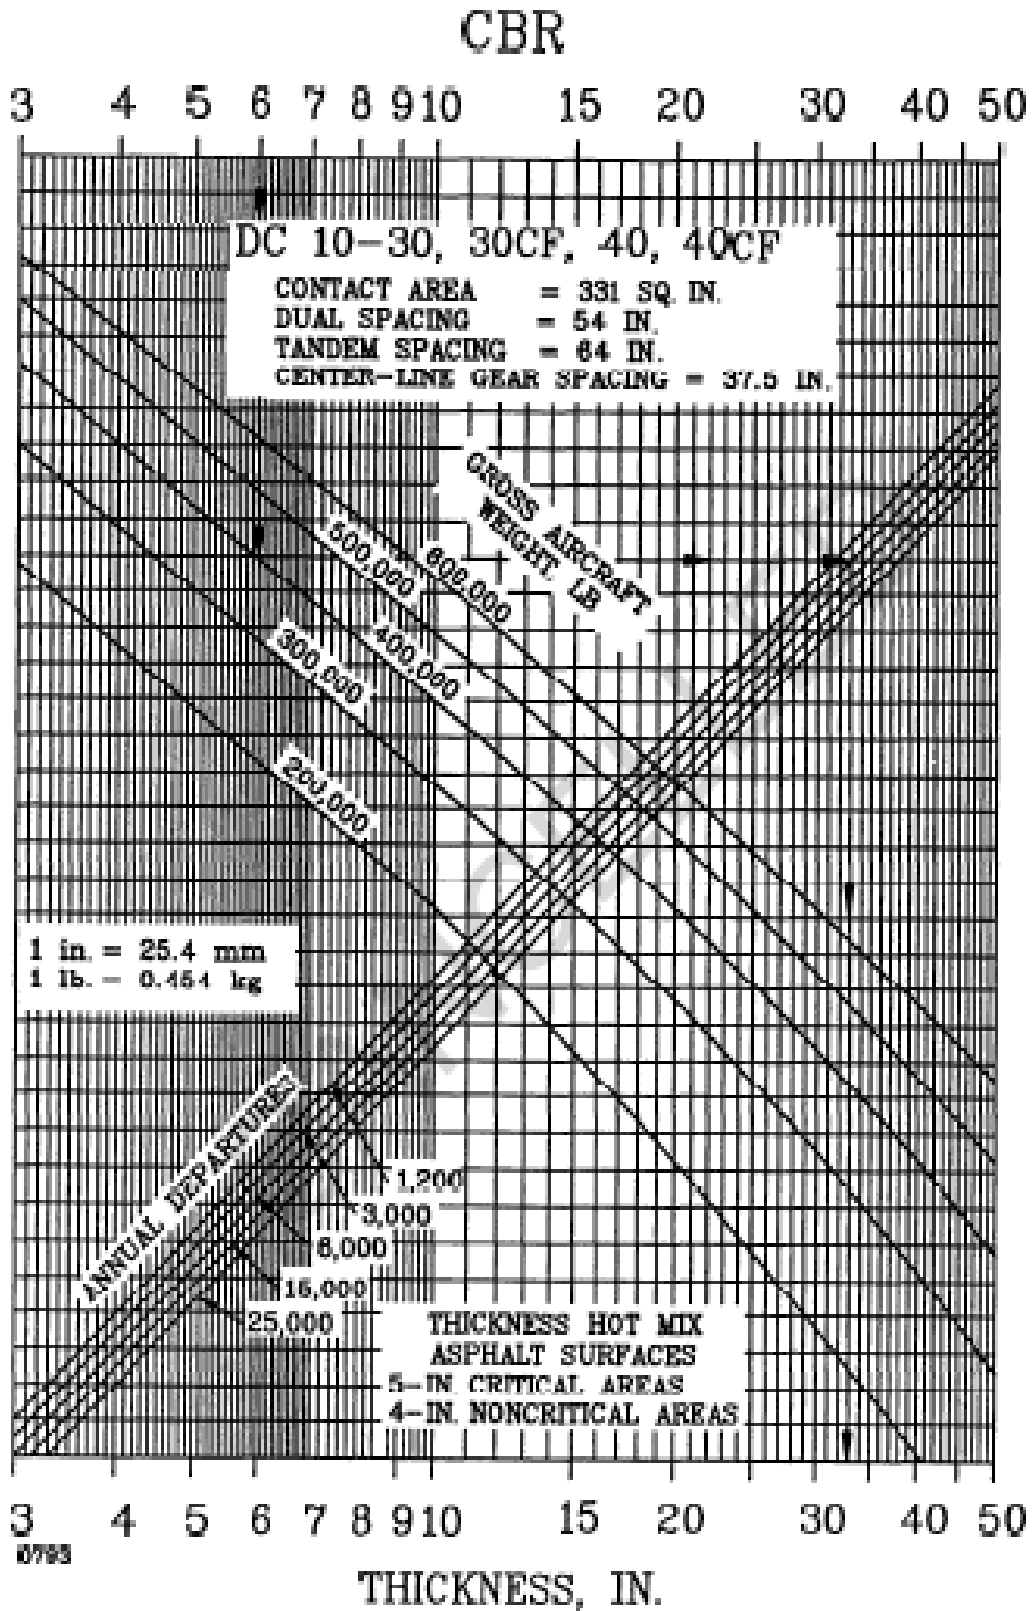 CBR
3 4 5 6 7 8 9 10 15 20 30 40 50
DC 10-30, 30CF, 40, 40CF
CONTACT AREA = 331 SQ. IN.
DUAL SPACING = 54 IN.
TANDEM SPACING = 64 IN.
CENTER-LINE GEAR SPACING = 37.5 IN.
GROSS AIRCRAFT
WEIGHT, LB
600,000
500,000
400,000
300,000
200,000
1 in. = 25.4 mm
1 lb. = 0.454 kg
ANNUAL DEPARTURES
1,200
3,000
6,000
15,000
25,000
THICKNESS HOT MIX
ASPHALT SURFACES
5-IN. CRITICAL AREAS
4-IN. NONCRITICAL AREAS
3 4 5 6 7 8 9 10 15 20 30 40 50
THICKNESS, IN.